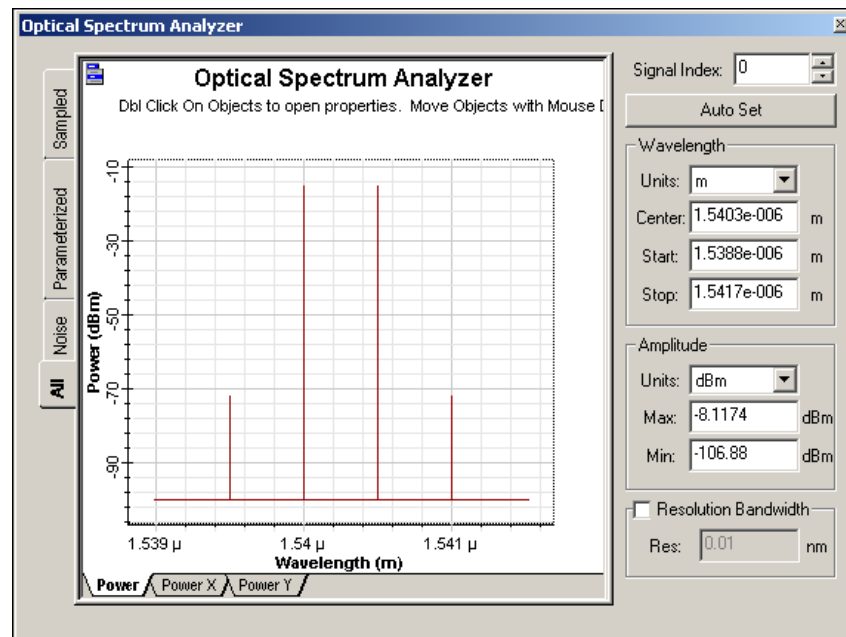 Optical Spectrum Analyzer
Sampled
Parameterized
Noise
All
Optical Spectrum Analyzer
Dbl Click On Objects to open properties. Move Objects with Mouse D
Power (dBm)
-10
-30
-50
-70
-90
1.539 µ
1.54 µ
1.541 µ
Wavelength (m)
Power
Power X
Power Y
Signal Index: 0
Auto Set
Wavelength
Units: m
Center: 1.5403e-006 m
Start: 1.5388e-006 m
Stop: 1.5417e-006 m
Amplitude
Units: dBm
Max: -8.1174 dBm
Min: -106.88 dBm
Resolution Bandwidth
Res: 0.01 nm